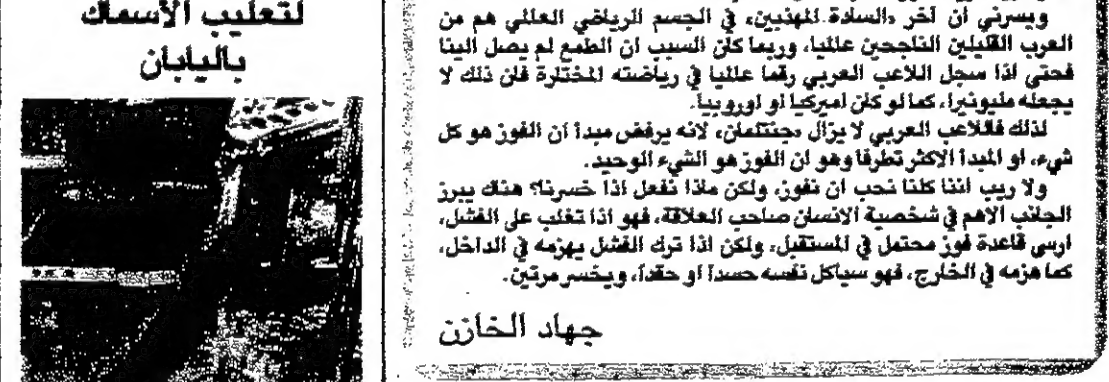 ويسرني أن آخر «السادة المهذبين» في الجسم الرياضي العالمي هم من
العرب القليلين الناجحين عالميا، وربما كان السبب ان الطمع لم يصل الينا
فحتى اذا سجل اللاعب العربي رقما عالميا في رياضته المختارة فان ذلك لا
يجعله مليونيرا، كما لو كان اميركيا او اوروبيا.
لذلك فاللاعب العربي لا يزال «جنتلمان» لانه يرفض مبدأ ان الفوز هو كل
شيء، او المبدأ الاكثر تطرفا وهو ان الفوز هو الشيء الوحيد.
ولا ريب اننا كلنا نحب ان نفوز، ولكن ماذا نفعل اذا خسرنا؟ هناك يبرز
الجانب الاهم في شخصية الانسان صاحب العلاقة، فهو اذا تغلب على الفشل،
ارسى قاعدة فوز محتمل في المستقبل، ولكن اذا ترك الفشل يهزمه في الداخل،
كما هزمه في الخارج، فهو سيأكل نفسه حسدا او حقدا، ويخسر مرتين.
جهاد الخازن
لتعليب الأسماك
باليابان